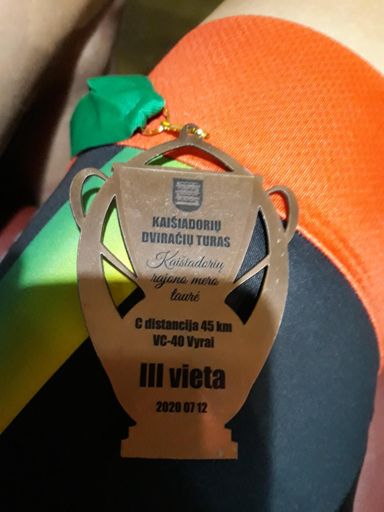 KAIŠIADORIŲ
DVIRAČIŲ TURAS
Kaišiadorių
rajono mero
taurė
C distancija 45 km
VC-40 Vyrai
III vieta
2020 07 12